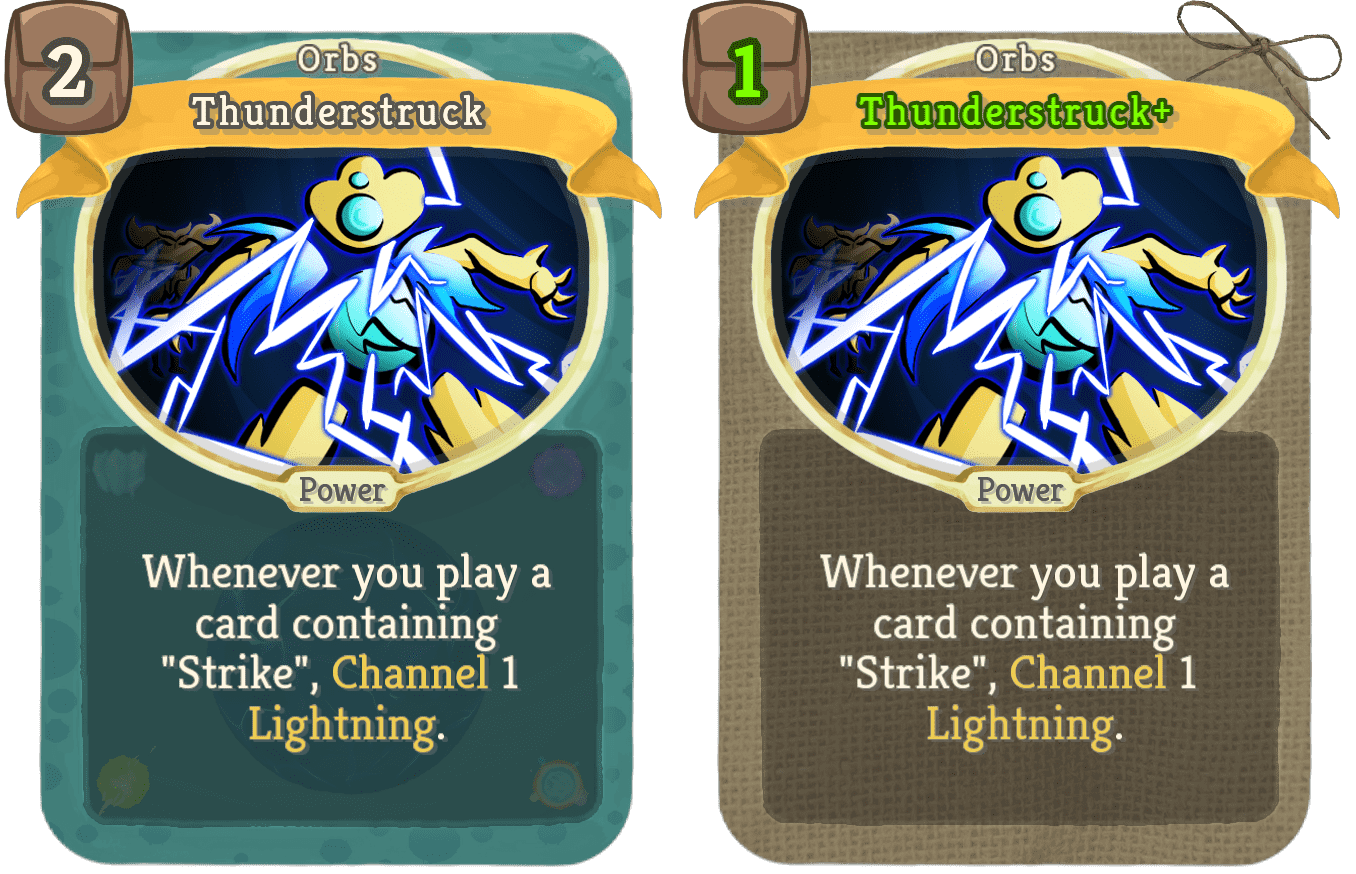 2
Orbs
Thunderstruck
Power
Whenever you play a
card containing
"Strike", Channel 1
Lightning.
1
Orbs
Thunderstruck+
Power
Whenever you play a
card containing
"Strike", Channel 1
Lightning.